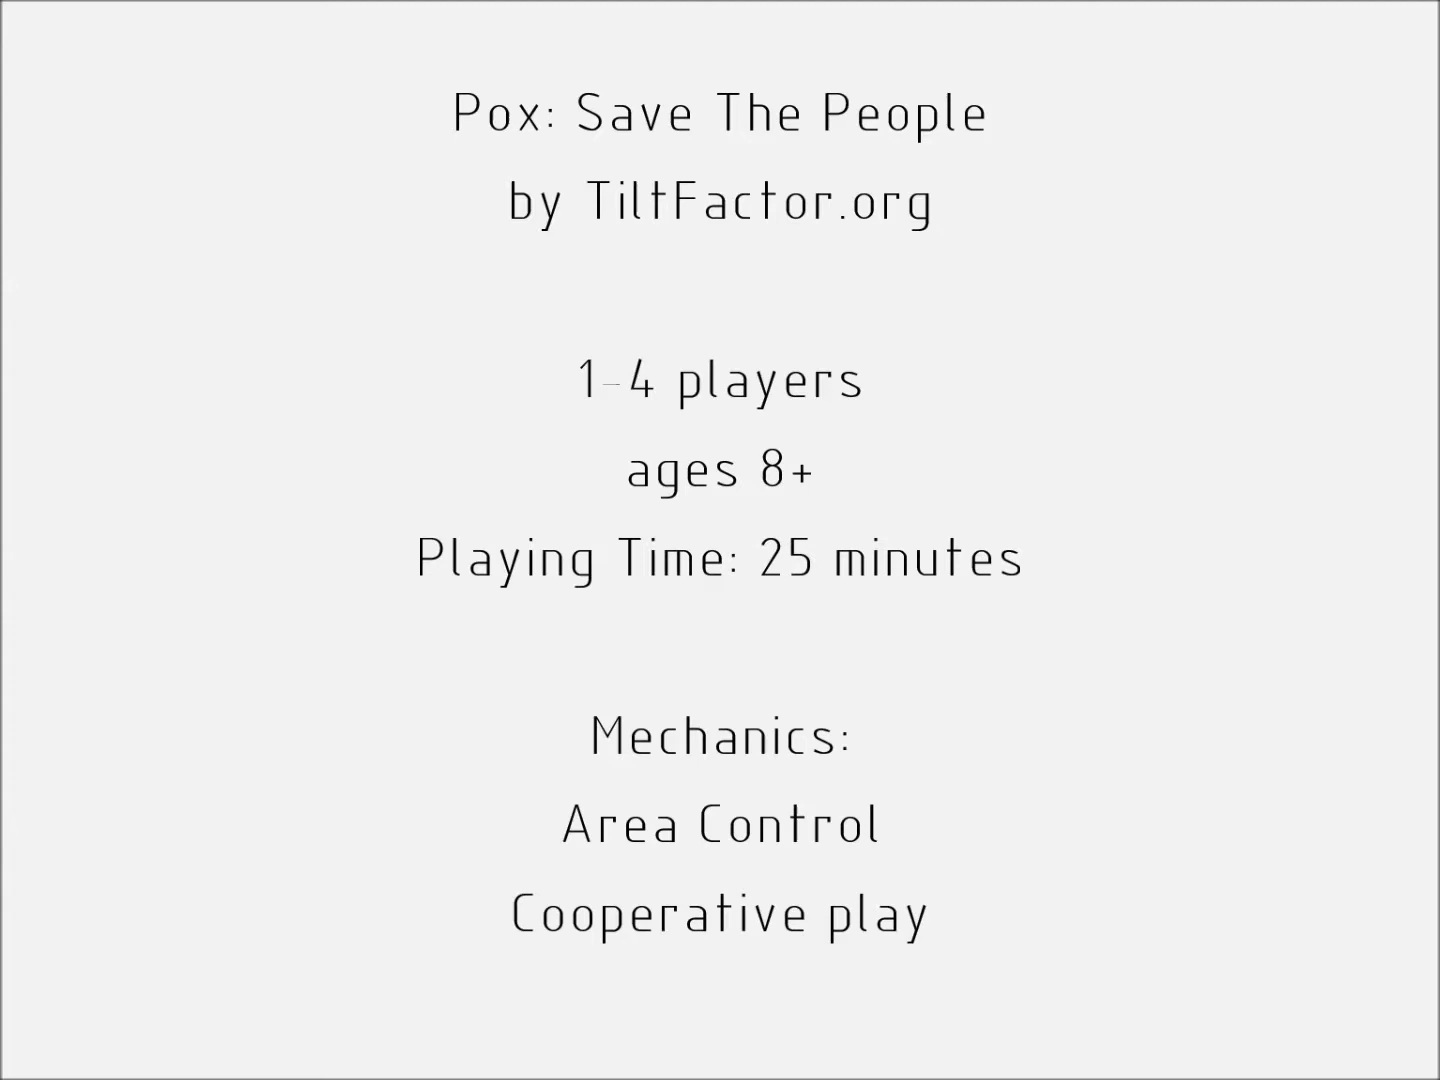 Pox: Save The People
by TiltFactor.org
1-4 players
ages 8+
Playing Time: 25 minutes
Mechanics:
Area Control
Cooperative play